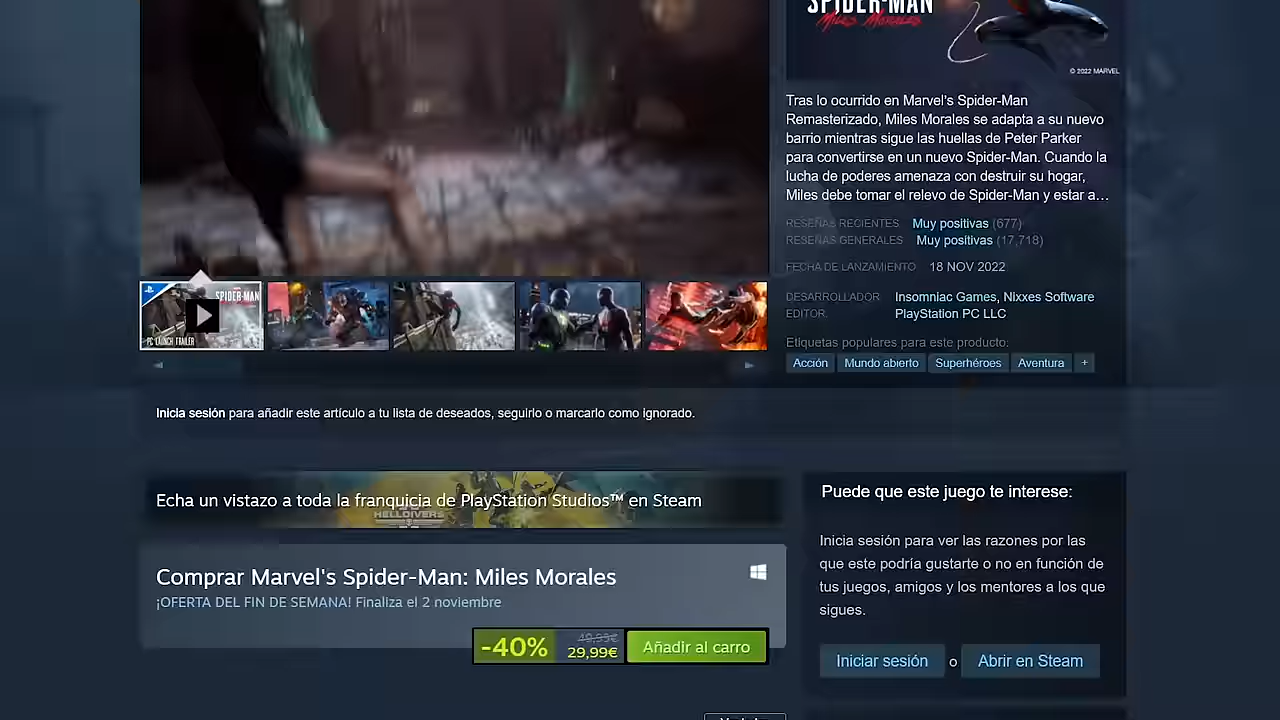 SPIDER-MAN
Miles Morales
© 2022 MARVEL
Tras lo ocurrido en Marvel's Spider-Man
Remasterizado, Miles Morales se adapta a su nuevo
barrio mientras sigue las huellas de Peter Parker
para convertirse en un nuevo Spider-Man. Cuando la
lucha de poderes amenaza con destruir su hogar,
Miles debe tomar el relevo de Spider-Man y estar a...
RESEÑAS RECIENTES Muy positivas (677)
RESEÑAS GENERALES Muy positivas (17,718)
FECHA DE LANZAMIENTO 18 NOV 2022
DESARROLLADOR Insomniac Games, Nixxes Software
EDITOR. PlayStation PC LLC
Etiquetas populares para este producto:
Acción Mundo abierto Superhéroes Aventura +
SPIDER-MAN
PC LAUNCH TRAILER
Inicia sesión para añadir este artículo a tu lista de deseados, seguirlo o marcarlo como ignorado.
Echa un vistazo a toda la franquicia de PlayStation Studios™ en Steam
HELLDIVERS
Comprar Marvel's Spider-Man: Miles Morales
¡OFERTA DEL FIN DE SEMANA! Finaliza el 2 noviembre
-40% 49,99€ 29,99€ Añadir al carro
Puede que este juego te interese:
Inicia sesión para ver las razones por las
que este podría gustarte o no en función de
tus juegos, amigos y los mentores a los que
sigues.
Iniciar sesión o Abrir en Steam